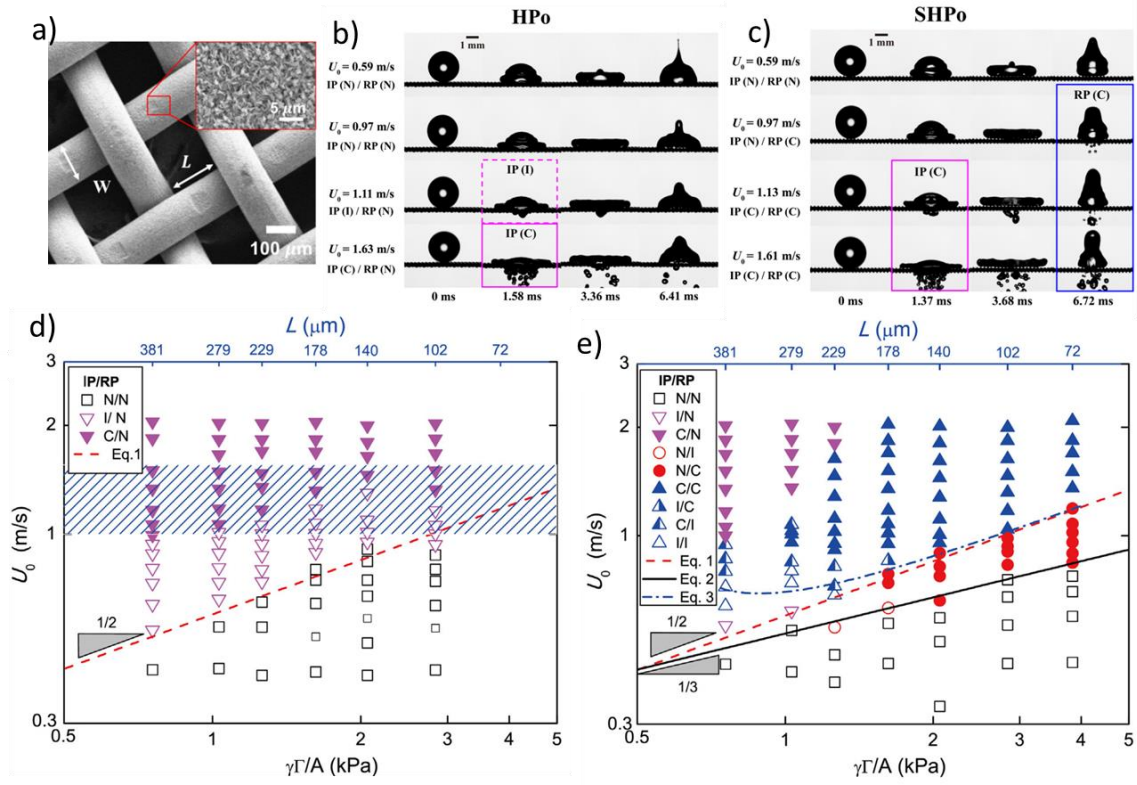 a)
5 μm
W
L
100 μm
b)
HPo
1 mm
U0 = 0.59 m/s
IP (N) / RP (N)
U0 = 0.97 m/s
IP (N) / RP (N)
IP (I)
U0 = 1.11 m/s
IP (I) / RP (N)
IP (C)
U0 = 1.63 m/s
IP (C) / RP (N)
0 ms 1.58 ms 3.36 ms 6.41 ms
c)
SHPo
1 mm
U0 = 0.59 m/s
IP (N) / RP (N)
RP (C)
U0 = 0.97 m/s
IP (N) / RP (C)
IP (C)
U0 = 1.13 m/s
IP (C) / RP (C)
U0 = 1.61 m/s
IP (C) / RP (C)
0 ms 1.37 ms 3.68 ms 6.72 ms
d)
L (μm)
381 279 229 178 140 102 72
3
2
1
0.3
U0 (m/s)
IP/RP
N/N
I/ N
C/N
Eq.1
1/2
0.5 1 2 3 4 5
γΓ/A (kPa)
e)
L (μm)
381 279 229 178 140 102 72
3
2
1
0.3
U0 (m/s)
IP/RP
N/N
I/N
C/N
N/I
N/C
C/C
I/C
C/I
I/I
Eq. 1
Eq. 2
Eq. 3
1/2
1/3
0.5 1 2 3 4 5
γΓ/A (kPa)